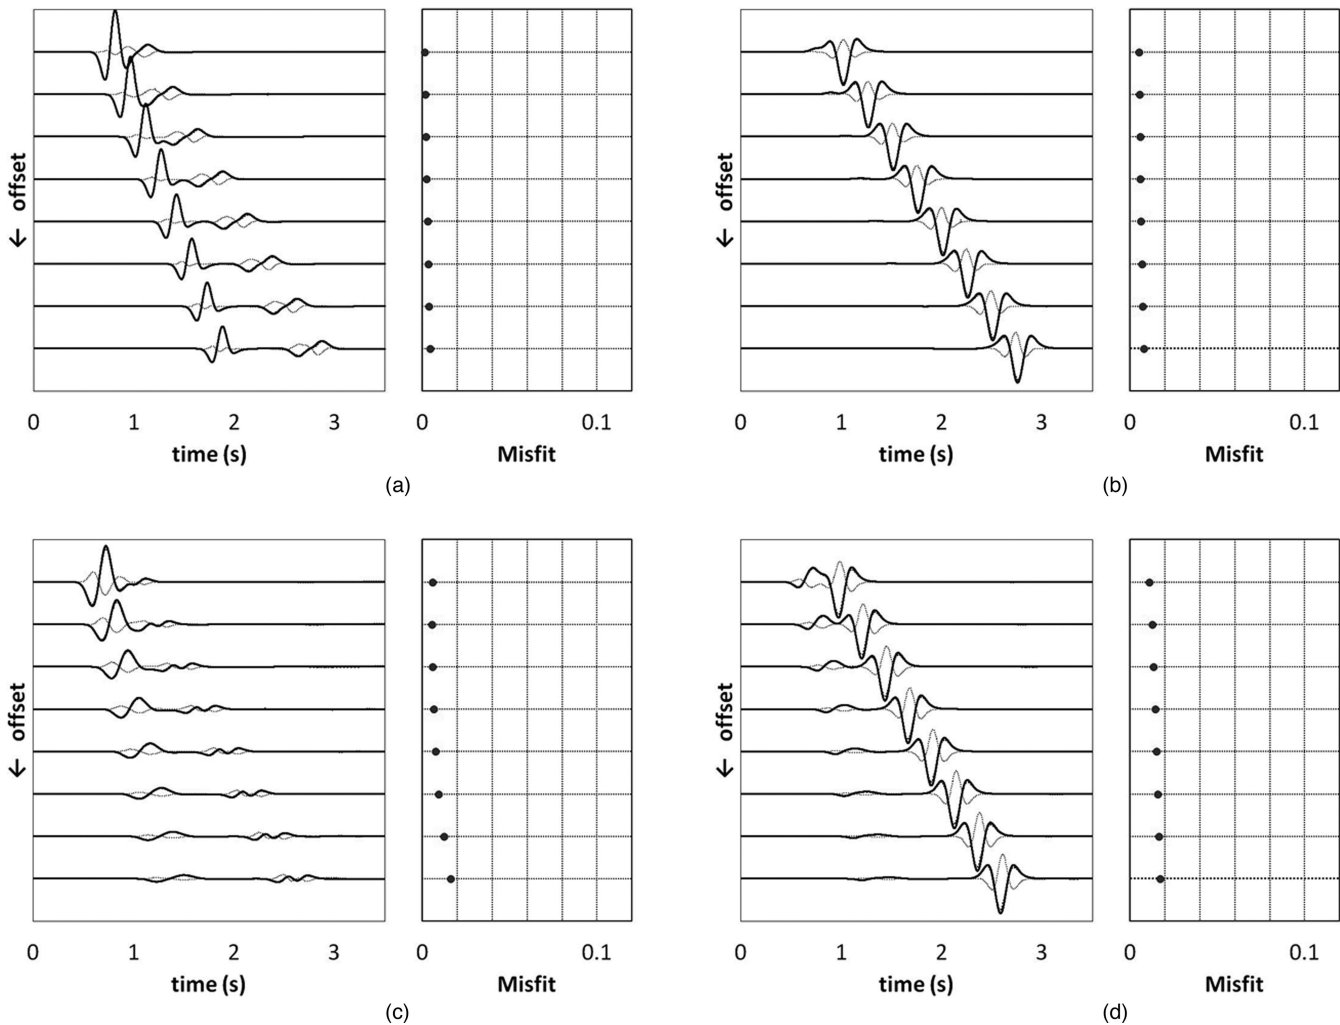 ← offset
0 1 2 3
time (s)
0 0.1
Misfit
(a)
← offset
0 1 2 3
time (s)
0 0.1
Misfit
(b)
← offset
0 1 2 3
time (s)
0 0.1
Misfit
(c)
← offset
0 1 2 3
time (s)
0 0.1
Misfit
(d)